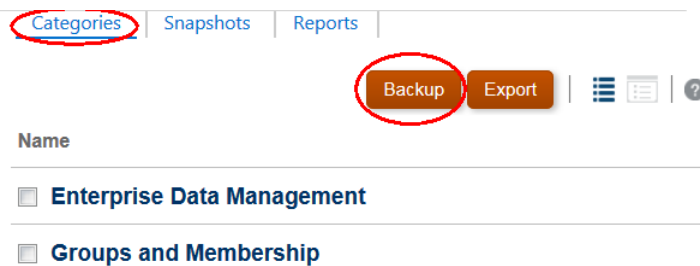 Categories Snapshots Reports
Backup Export ?
Name
Enterprise Data Management
Groups and Membership